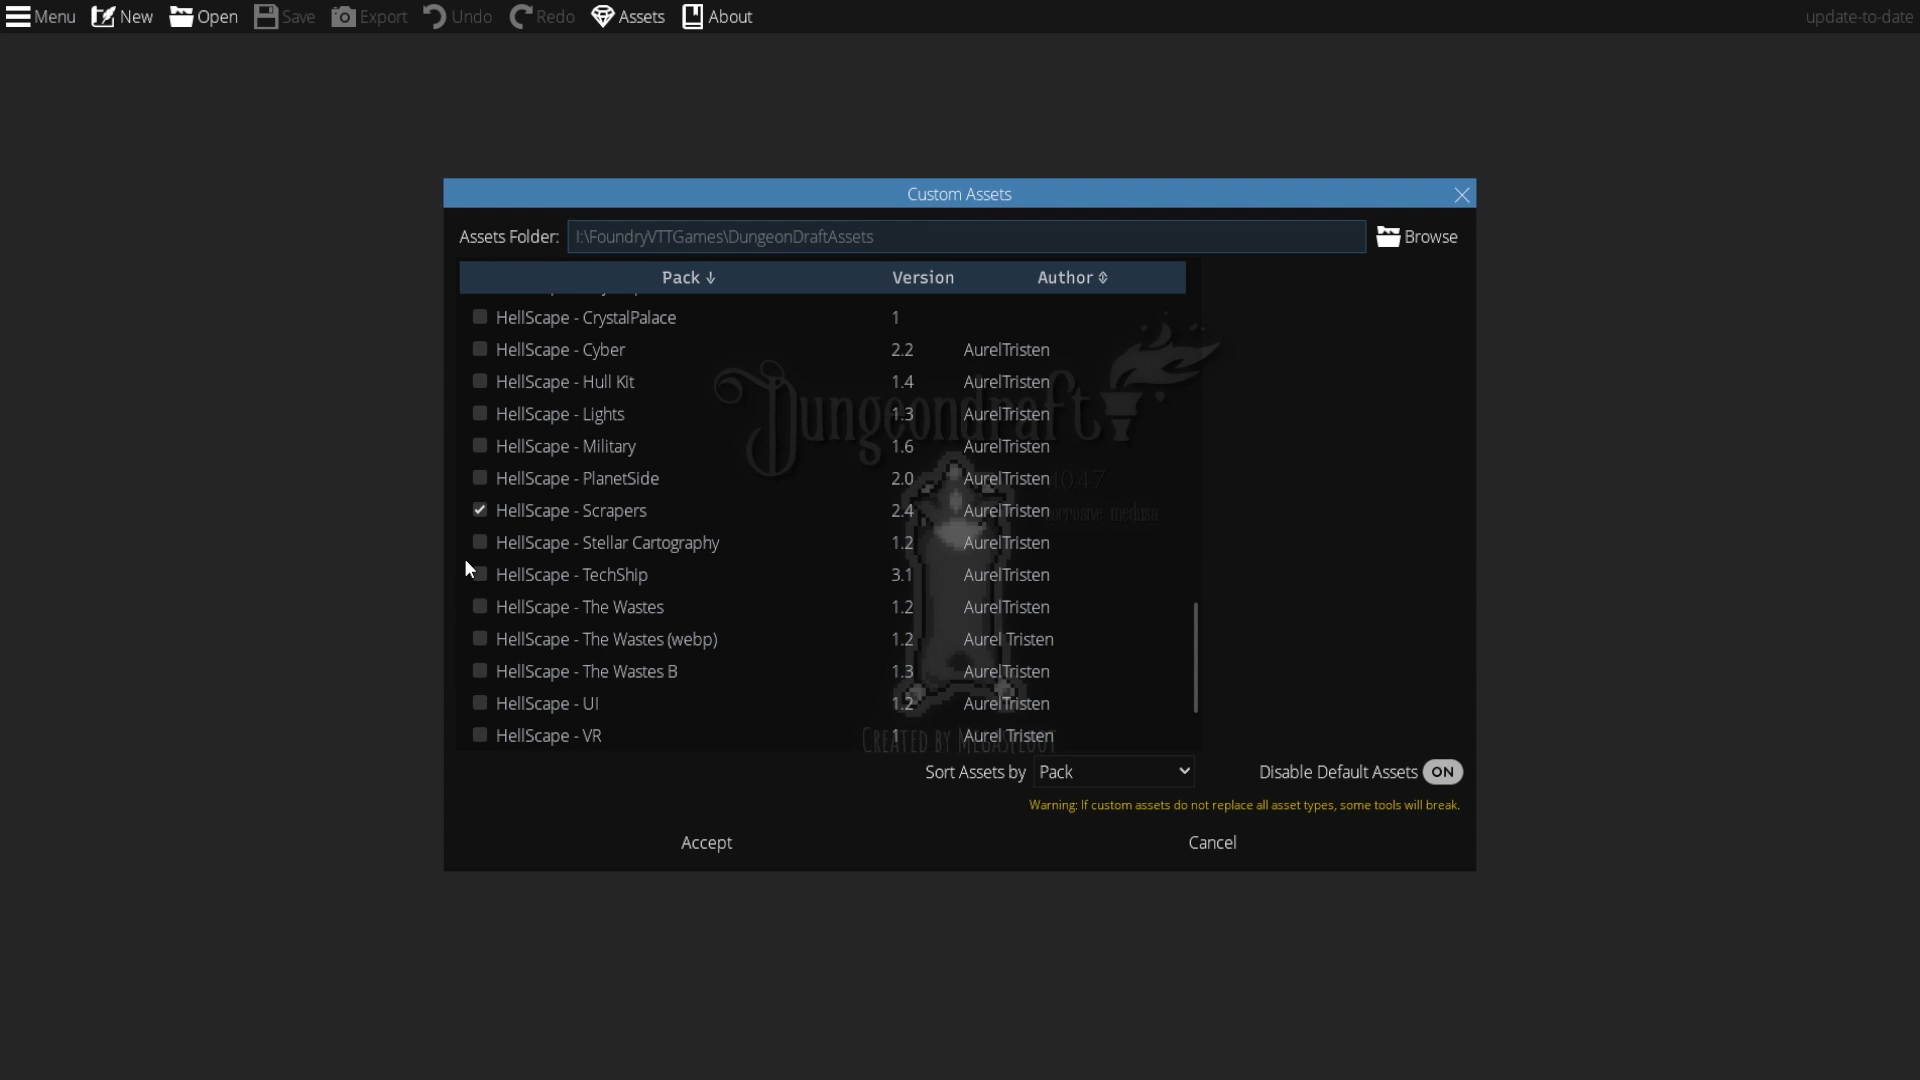 Menu New Open Save Export Undo Redo Assets About update-to-date
Custom Assets
Assets Folder: I:\FoundryVTTGames\DungeonDraftAssets Browse
Pack Version Author
HellScape - CrystalPalace 1
HellScape - Cyber 2.2 AurelTristen
HellScape - Hull Kit 1.4 AurelTristen
HellScape - Lights 1.3 AurelTristen
HellScape - Military 1.6 AurelTristen
HellScape - PlanetSide 2.0 AurelTristen
HellScape - Scrapers 2.4 AurelTristen
HellScape - Stellar Cartography 1.2 AurelTristen
HellScape - TechShip 3.1 AurelTristen
HellScape - The Wastes 1.2 AurelTristen
HellScape - The Wastes (webp) 1.2 Aurel Tristen
HellScape - The Wastes B 1.3 AurelTristen
HellScape - UI 1.2 AurelTristen
HellScape - VR 1 Aurel Tristen
Dungeondraft
corrosive medusa
Created by Megasploot
Sort Assets by Pack Disable Default Assets ON
Warning: If custom assets do not replace all asset types, some tools will break.
Accept Cancel